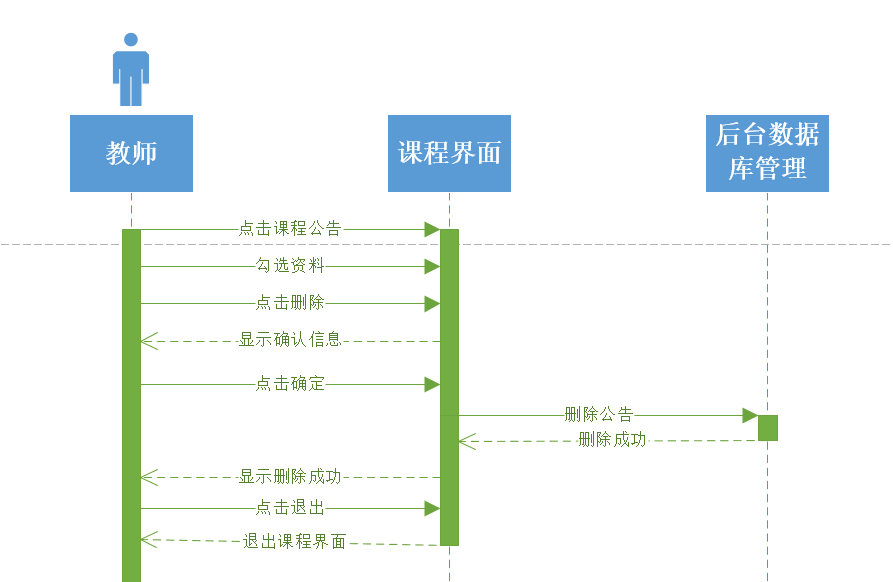 教师
课程界面
后台数据
库管理
点击课程公告
勾选资料
点击删除
显示确认信息
点击确定
删除公告
删除成功
显示删除成功
点击退出
退出课程界面